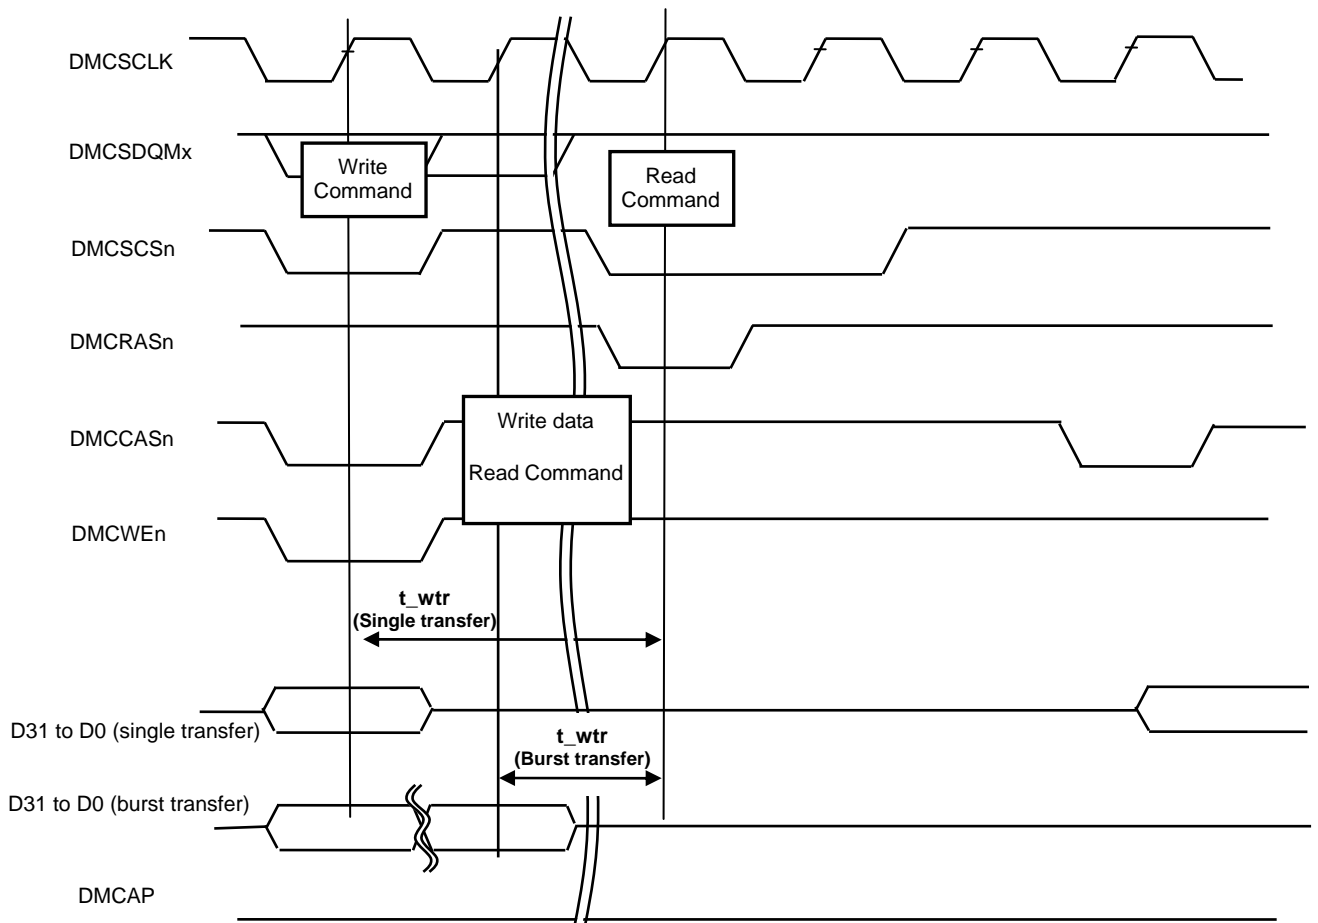 DMCSCLK
DMCSDQMx
Write
Command
Read
Command
DMCSCSn
DMCRASn
DMCCASn
Write data
Read Command
DMCWEn
t_wtr
(Single transfer)
D31 to D0 (single transfer)
t_wtr
(Burst transfer)
D31 to D0 (burst transfer)
DMCAP